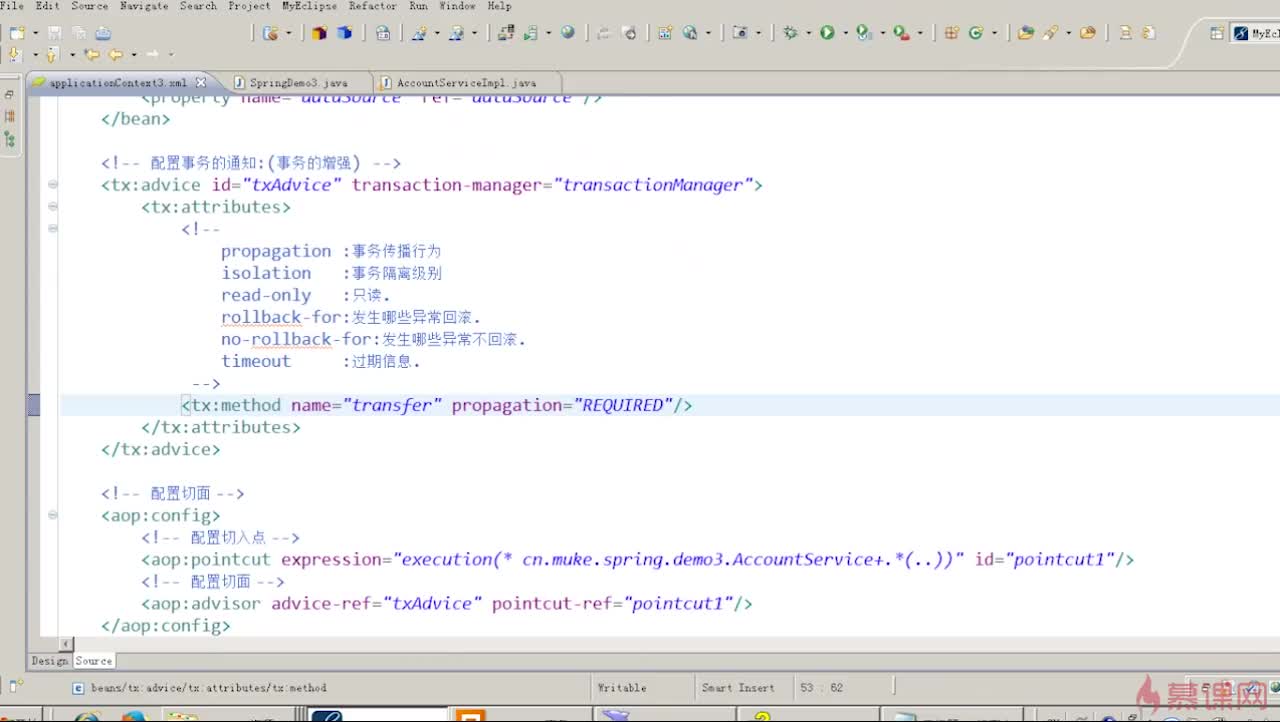 File Edit Source Navigate Search Project MyEclipse Refactor Run Window Help
applicationContext3.xml SpringDemo3.java AccountServiceImpl.java
<property name="dataSource" ref="dataSource"/>
</bean>
<!-- 配置事务的通知:(事务的增强) -->
<tx:advice id="txAdvice" transaction-manager="transactionManager">
<tx:attributes>
<!--
propagation :事务传播行为
isolation :事务隔离级别
read-only :只读.
rollback-for:发生哪些异常回滚.
no-rollback-for:发生哪些异常不回滚.
timeout :过期信息.
-->
<tx:method name="transfer" propagation="REQUIRED"/>
</tx:attributes>
</tx:advice>
<!-- 配置切面 -->
<aop:config>
<!-- 配置切入点 -->
<aop:pointcut expression="execution(* cn.muke.spring.demo3.AccountService+.*(..))" id="pointcut1"/>
<!-- 配置切面 -->
<aop:advisor advice-ref="txAdvice" pointcut-ref="pointcut1"/>
</aop:config>
Design Source
beans/tx:advice/tx:attributes/tx:method Writable Smart Insert 53 : 62
慕课网